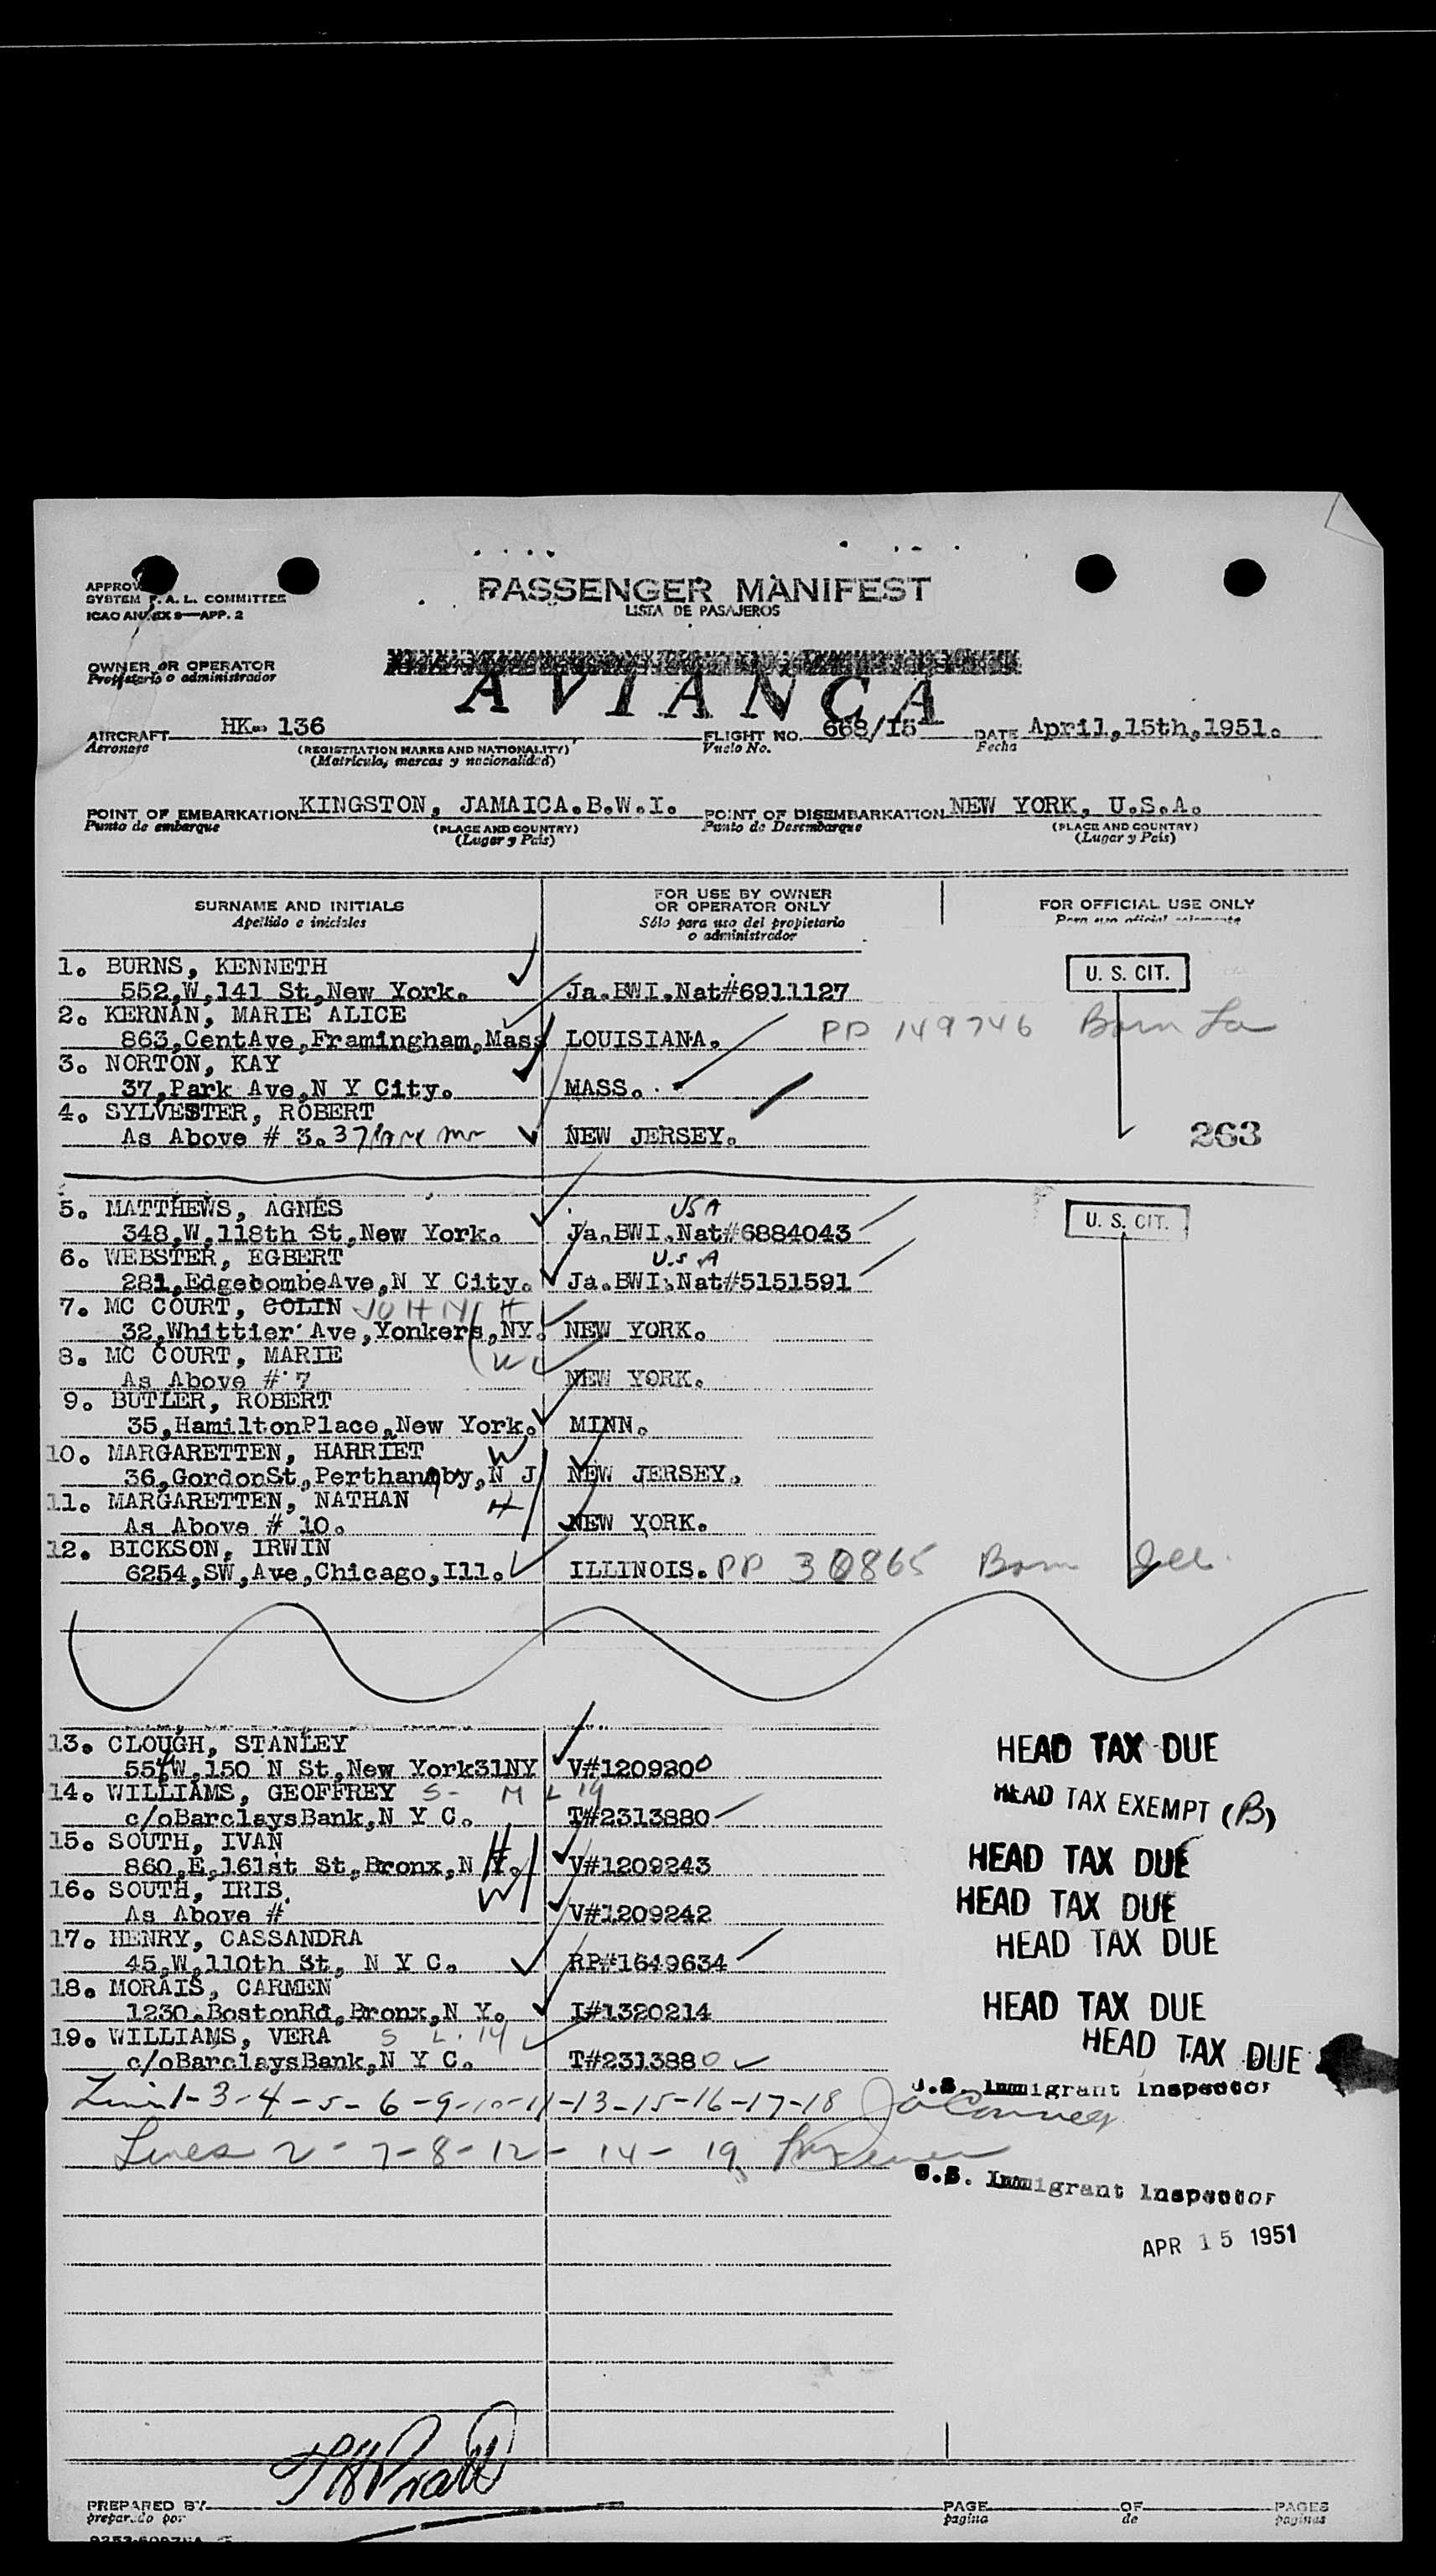 APPROV
SYSTEM F. A. L. COMMITTEE
ICAO ANNEX 9—APP. 2
PASSENGER MANIFEST
LISTA DE PASAJEROS
OWNER OR OPERATOR
Propietario o administrador
AVIANCA
AIRCRAFT HK- 136 FLIGHT NO. 668/15 DATE April,15th,1951.
Aeronave (REGISTRATION MARKS AND NATIONALITY) Vuelo No. Fecha
(Matrícula, marcas y nacionalidad)
POINT OF EMBARKATION KINGSTON, JAMAICA.B.W.I. POINT OF DISEMBARKATION NEW YORK, U.S.A.
Punto de embarque (PLACE AND COUNTRY) Punto de Desembarque (PLACE AND COUNTRY)
(Lugar y País) (Lugar y País)
SURNAME AND INITIALS
Apellido e iniciales
FOR USE BY OWNER
OR OPERATOR ONLY
Sólo para uso del propietario
o administrador
FOR OFFICIAL USE ONLY
Para uso oficial solamente
1. BURNS, KENNETH U. S. CIT.
552,W,141 St,New York. Ja.BWI.Nat#6911127
2. KERNAN, MARIE ALICE PP 149746 Born La
863,CentAve,Framingham,Mass LOUISIANA.
3. NORTON, KAY
37,Park Ave,N Y City. MASS.
4. SYLVESTER, ROBERT
As Above # 3. NEW JERSEY. 263
5. MATTHEWS, AGNES USA U. S. CIT.
348,W,118th St,New York. Ja.BWI.Nat#6884043
6. WEBSTER, EGBERT U.S.A
281,EdgecombeAve,N Y City. Ja.BWI.Nat#5151591
7. MC COURT, COLIN JOHN H
32,Whittier Ave,Yonkers,NY. NEW YORK.
8. MC COURT, MARIE W
As Above # 7 NEW YORK.
9. BUTLER, ROBERT
35,HamiltonPlace,New York. MINN.
10. MARGARETTEN, HARRIET W
36,GordonSt,Perthamby,N J NEW JERSEY.
11. MARGARETTEN, NATHAN H
As Above # 10. NEW YORK.
12. BICKSON, IRWIN
6254,SW,Ave,Chicago,Ill. ILLINOIS. PP 30865 Born Ill.
13. CLOUGH, STANLEY HEAD TAX DUE
554W,150 N St,New York31NY V#1209200
14. WILLIAMS, GEOFFREY S- M L 19 HEAD TAX EXEMPT (B)
c/oBarclaysBank,N Y C. T#2313880
15. SOUTH, IVAN H HEAD TAX DUE
860,E,161st St,Bronx,N Y. V#1209243
16. SOUTH, IRIS. W HEAD TAX DUE
As Above # V#1209242
17. HENRY, CASSANDRA HEAD TAX DUE
45,W,110th St, N Y C. RP#1649634
18. MORAIS, CARMEN HEAD TAX DUE
1230.BostonRd,Bronx,N Y. I#1320214
19. WILLIAMS, VERA S L. 14 HEAD TAX DUE
c/oBarclaysBank,N Y C. T#2313880
U.S. Immigrant Inspector
Lines 1-3-4-5-6-9-10-11-13-15-16-17-18
Lines 2-7-8-12-14-19
U.S. Immigrant Inspector
APR 15 1951
PREPARED BY PAGE OF PAGES
preparado por pagina de paginas